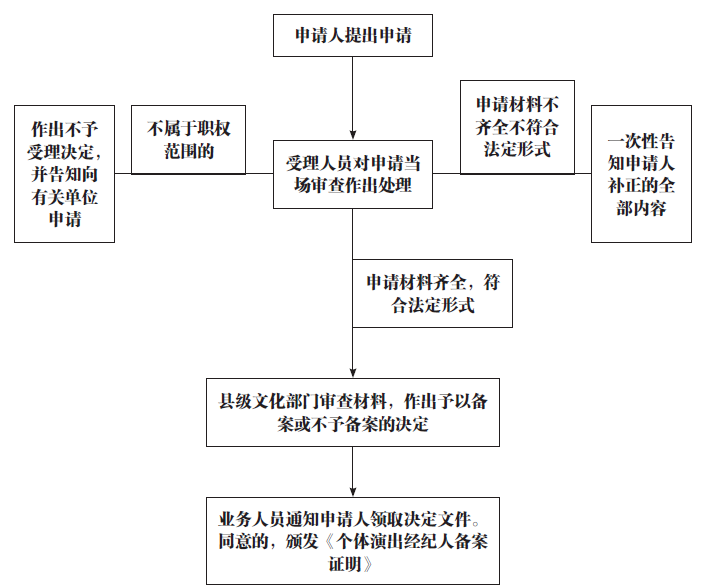 申请人提出申请
作出不予
受理决定，
并告知向
有关单位
申请
不属于职权
范围的
受理人员对申请当
场审查作出处理
申请材料不
齐全不符合
法定形式
一次性告
知申请人
补正的全
部内容
申请材料齐全，符
合法定形式
县级文化部门审查材料，作出予以备
案或不予备案的决定
业务人员通知申请人领取决定文件。
同意的，颁发《个体演出经纪人备案
证明》